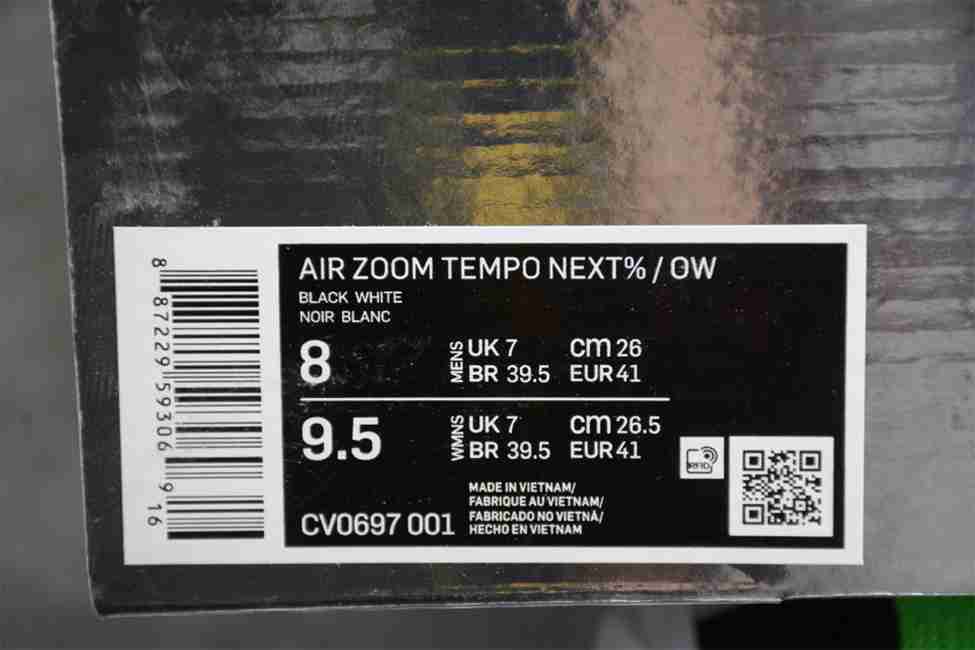 AIR ZOOM TEMPO NEXT% / OW
BLACK WHITE
NOIR BLANC
8
MENS
UK 7 cm 26
BR 39.5 EUR 41
9.5
WMNS
UK 7 cm 26.5
BR 39.5 EUR 41
RFID
CV0697 001
MADE IN VIETNAM/
FABRIQUE AU VIETNAM/
FABRICADO NO VIETNÃ/
HECHO EN VIETNAM
8 87229 59306 9 16